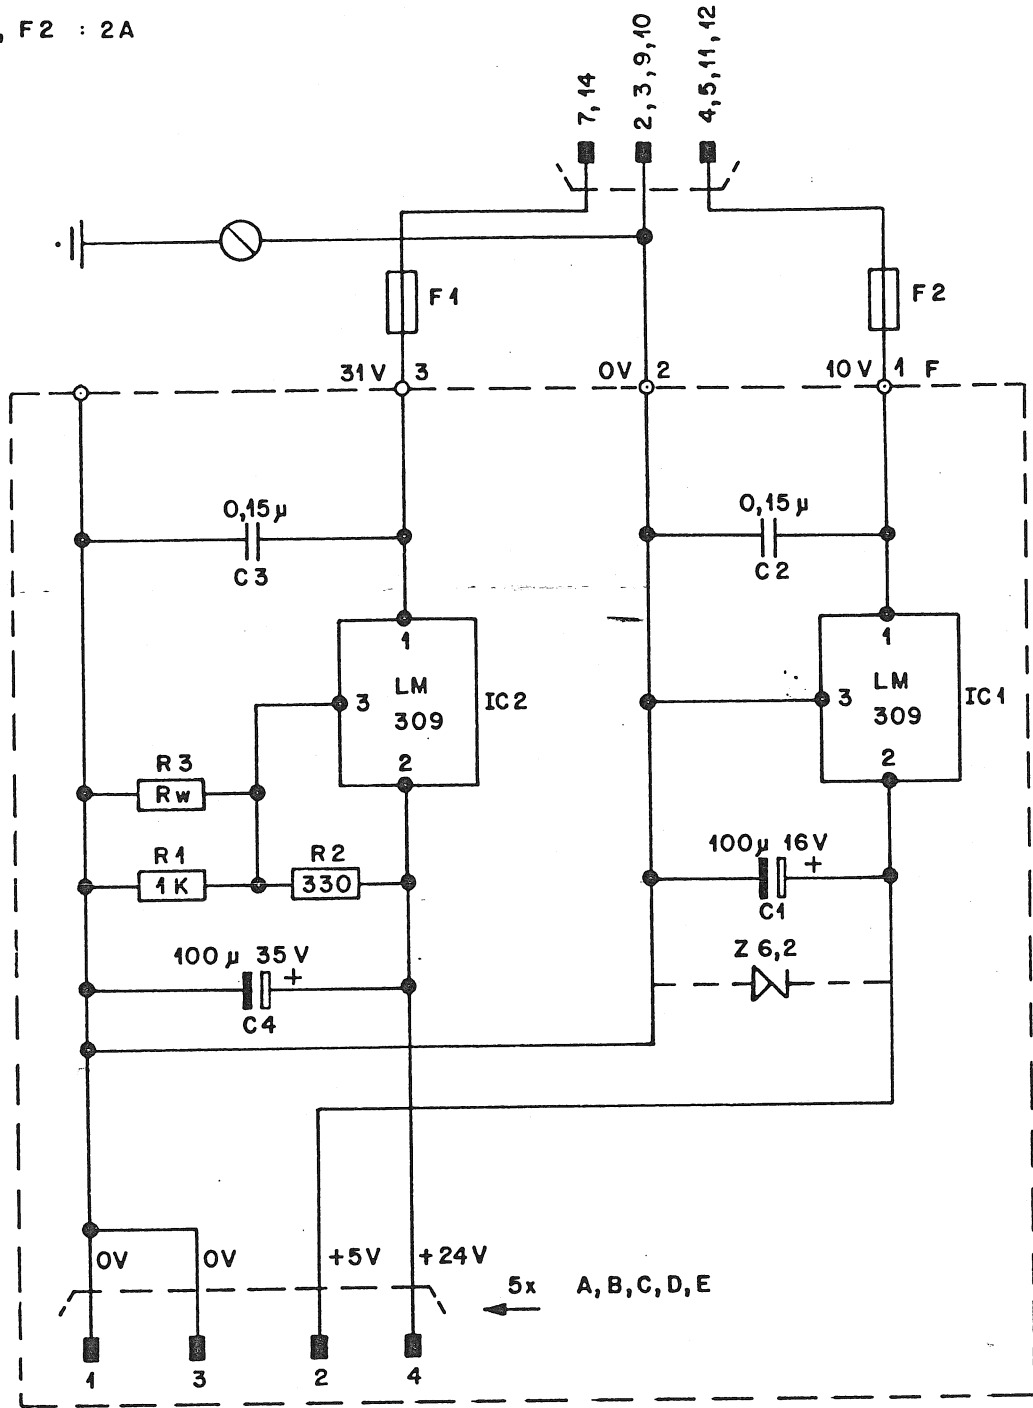 , F2 : 2A
7,14
2,3,9,10
4,5,11,12
F1
F2
31V 3
0V 2
10V 1 F
0,15µ
C3
0,15µ
C2
1
LM
309
3
2
IC2
1
LM
309
3
2
IC1
R3
Rw
R1
1K
R2
330
100µ 16V
+
C1
Z 6,2
100µ 35V
+
C4
0V
0V
+5V
+24V
5x A, B, C, D, E
1
3
2
4